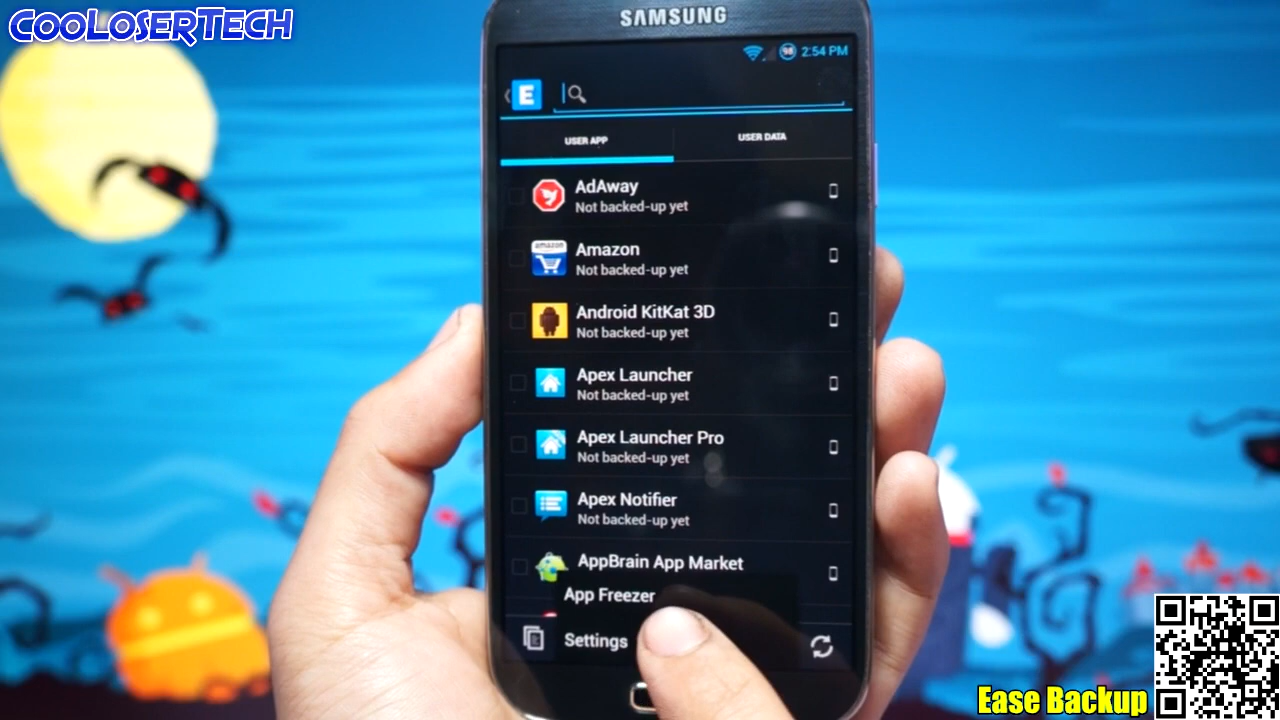 COOLOSERTECH
SAMSUNG
98
2:54 PM
E
USER APP
USER DATA
AdAway
Not backed-up yet
amazon
Amazon
Not backed-up yet
Android KitKat 3D
Not backed-up yet
Apex Launcher
Not backed-up yet
Apex Launcher Pro
Not backed-up yet
Apex Notifier
Not backed-up yet
AppBrain App Market
App Freezer
Settings
Ease Backup